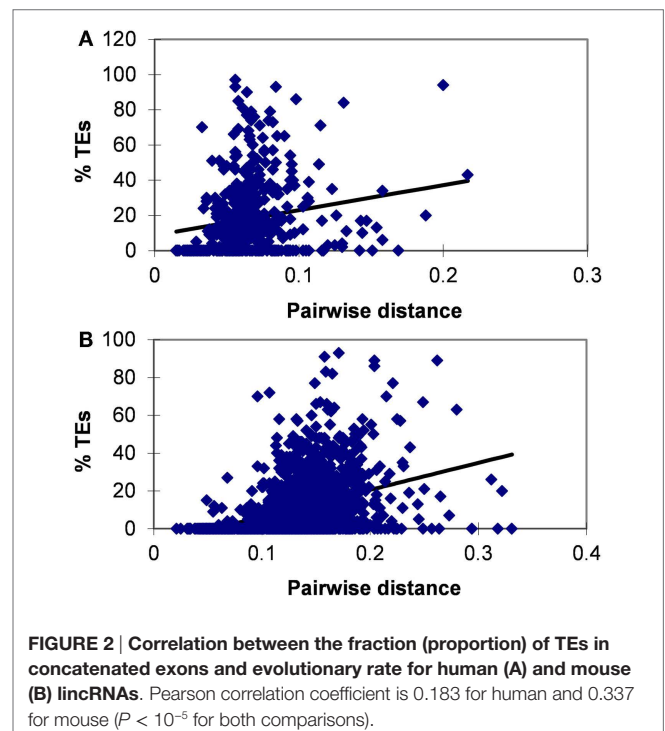 A
120
100
80
60
40
20
0
% TEs
0 0.1 0.2 0.3
Pairwise distance
B
100
80
60
40
20
0
% TEs
0 0.1 0.2 0.3 0.4
Pairwise distance
FIGURE 2 | Correlation between the fraction (proportion) of TEs in
concatenated exons and evolutionary rate for human (A) and mouse
(B) lincRNAs. Pearson correlation coefficient is 0.183 for human and 0.337
for mouse (P < 10⁻⁵ for both comparisons).